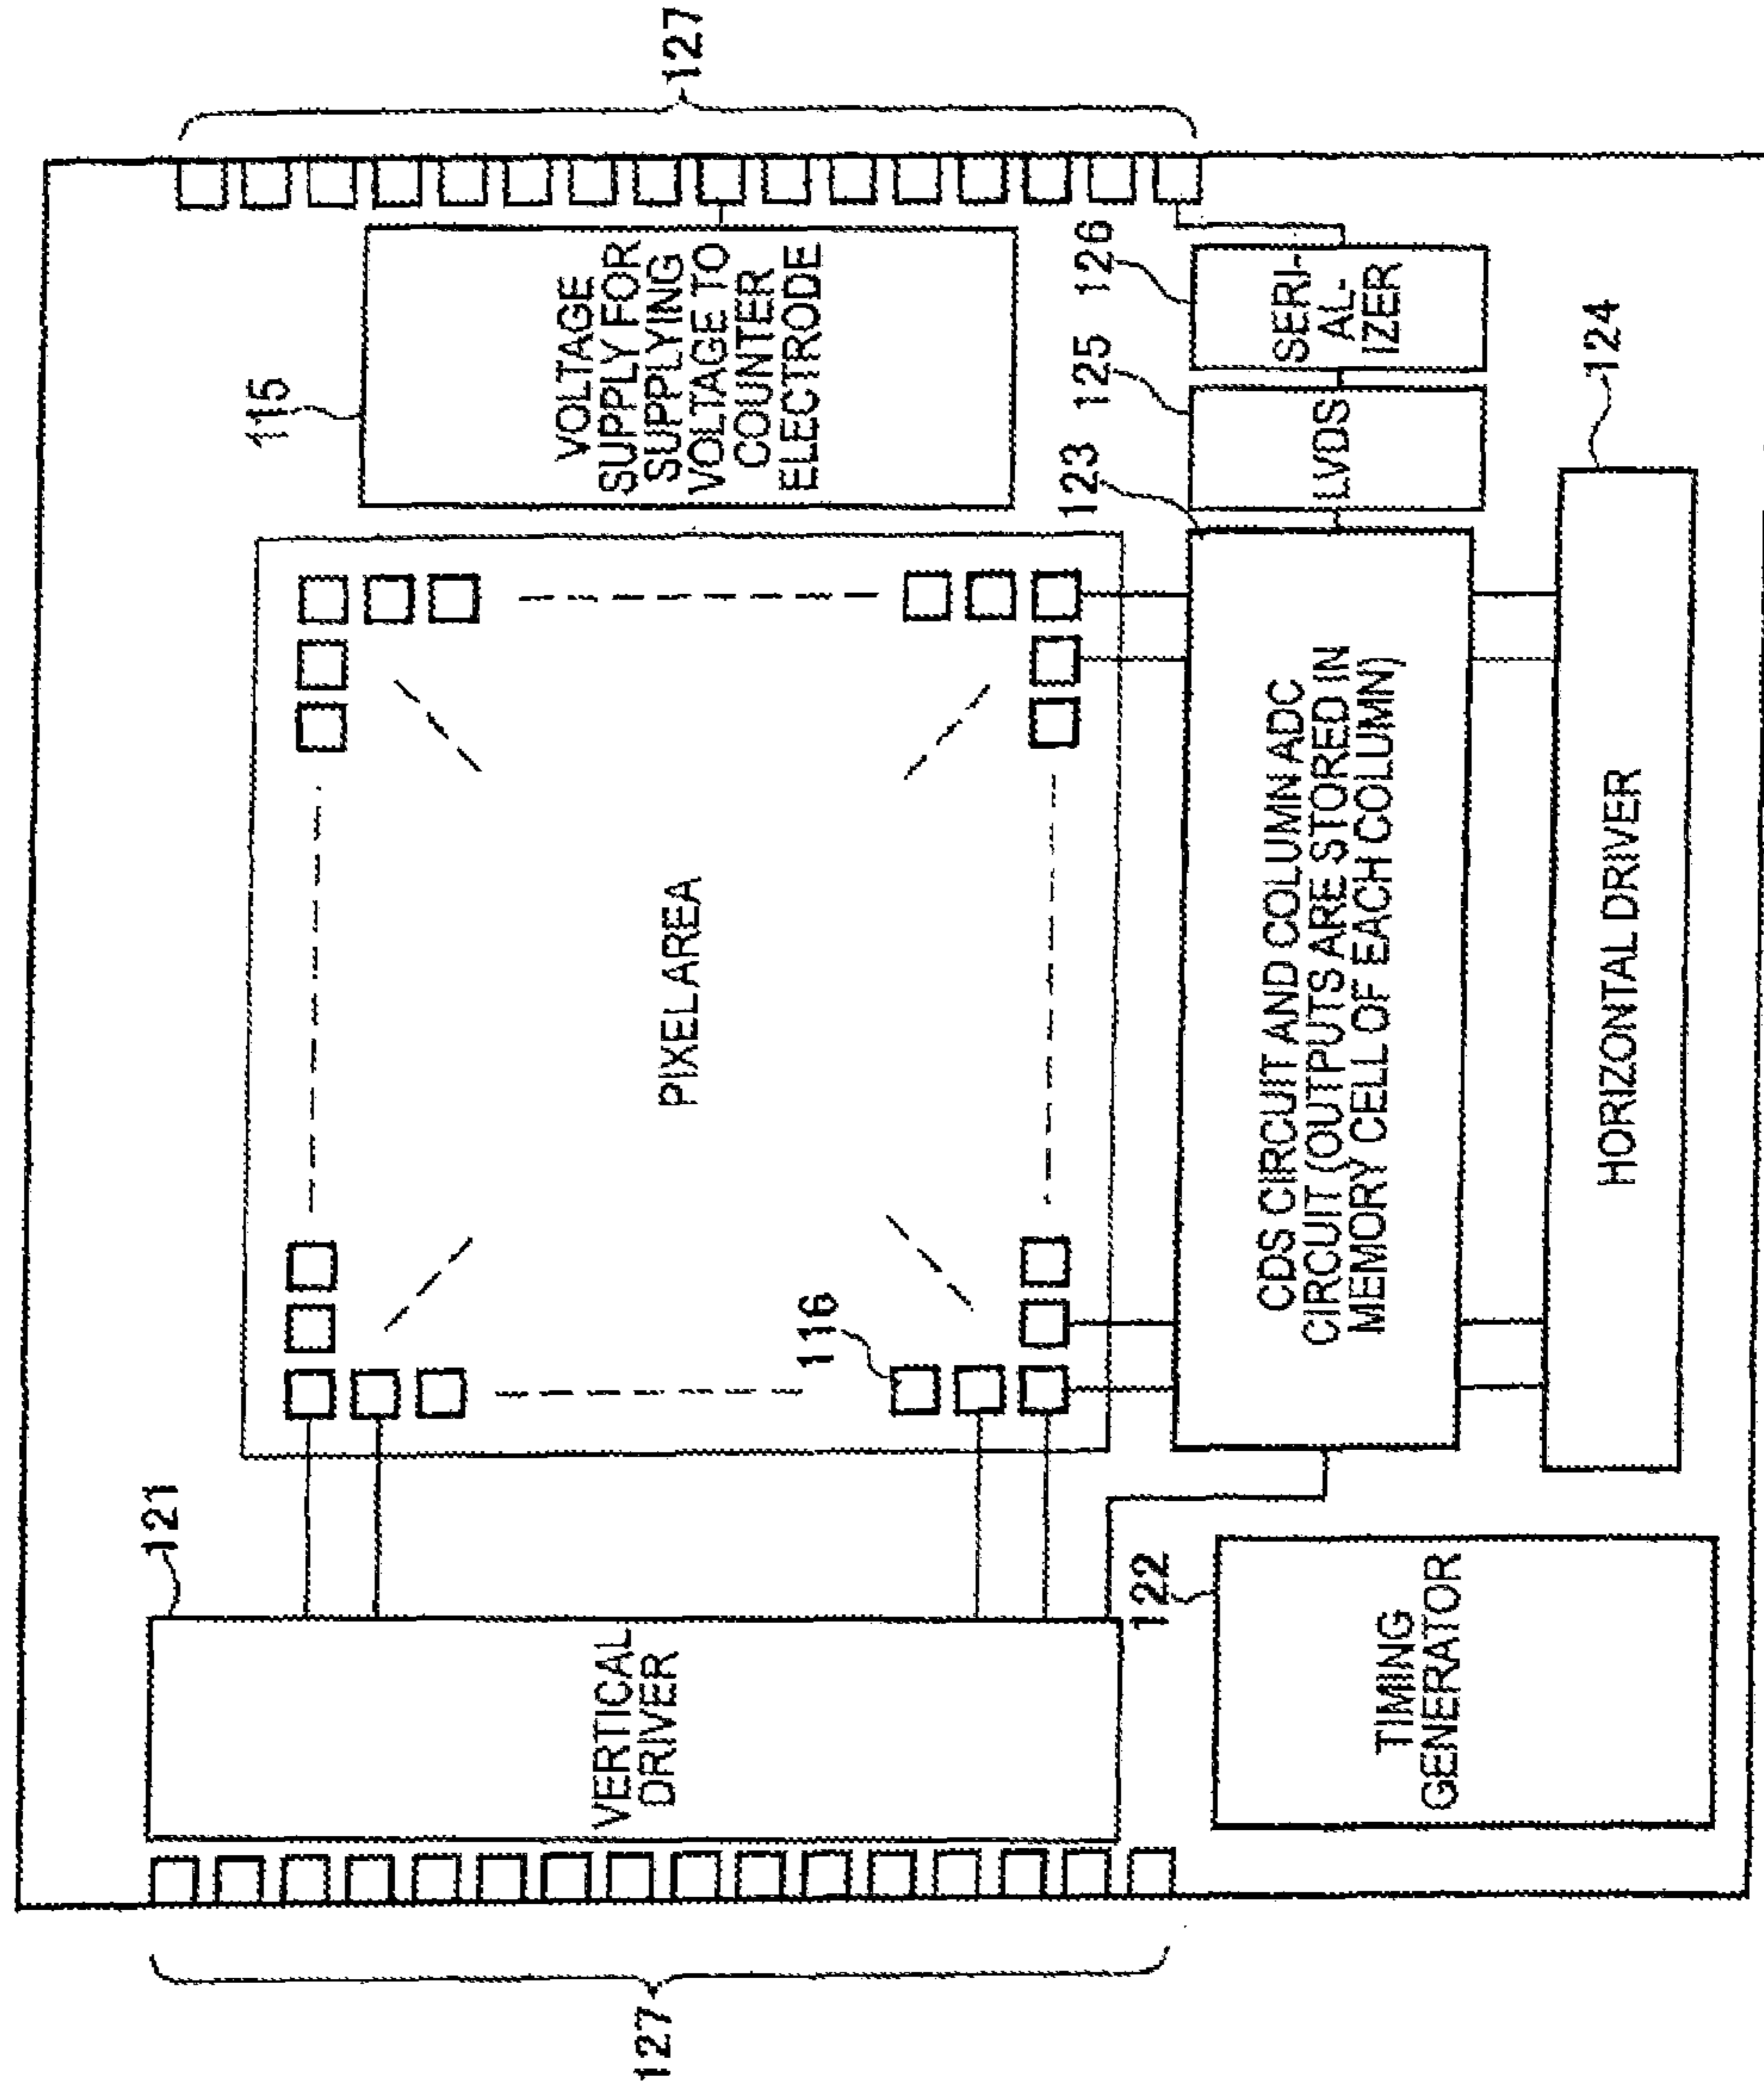 127
115
VOLTAGE
SUPPLY FOR
SUPPLYING
VOLTAGE TO
COUNTER
ELECTRODE
121
VERTICAL
DRIVER
PIXEL AREA
116
127
122
TIMING
GENERATOR
123
CDS CIRCUIT AND COLUMN ADC
CIRCUIT (OUTPUTS ARE STORED IN
MEMORY CELL OF EACH COLUMN)
125
LVDS
126
SERI-
AL-
IZER
124
HORIZONTAL DRIVER